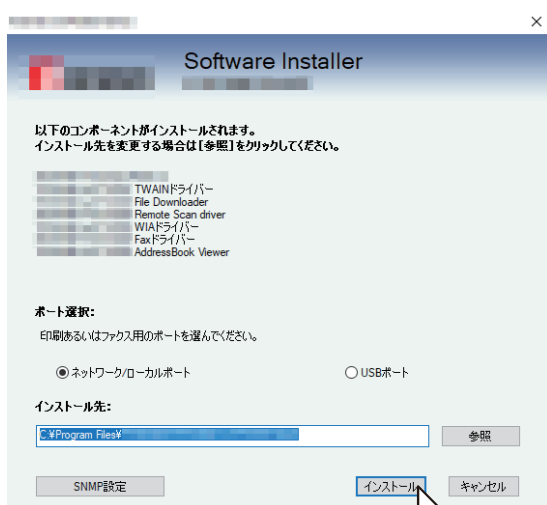 Software Installer
以下のコンポーネントがインストールされます。
インストール先を変更する場合は[参照]をクリックしてください。
TWAINドライバー
File Downloader
Remote Scan driver
WIAドライバー
Faxドライバー
AddressBook Viewer
ポート選択:
印刷あるいはファクス用のポートを選んでください。
ネットワーク/ローカルポート USBポート
インストール先:
C:¥Program Files¥ 参照
SNMP設定 インストール キャンセル